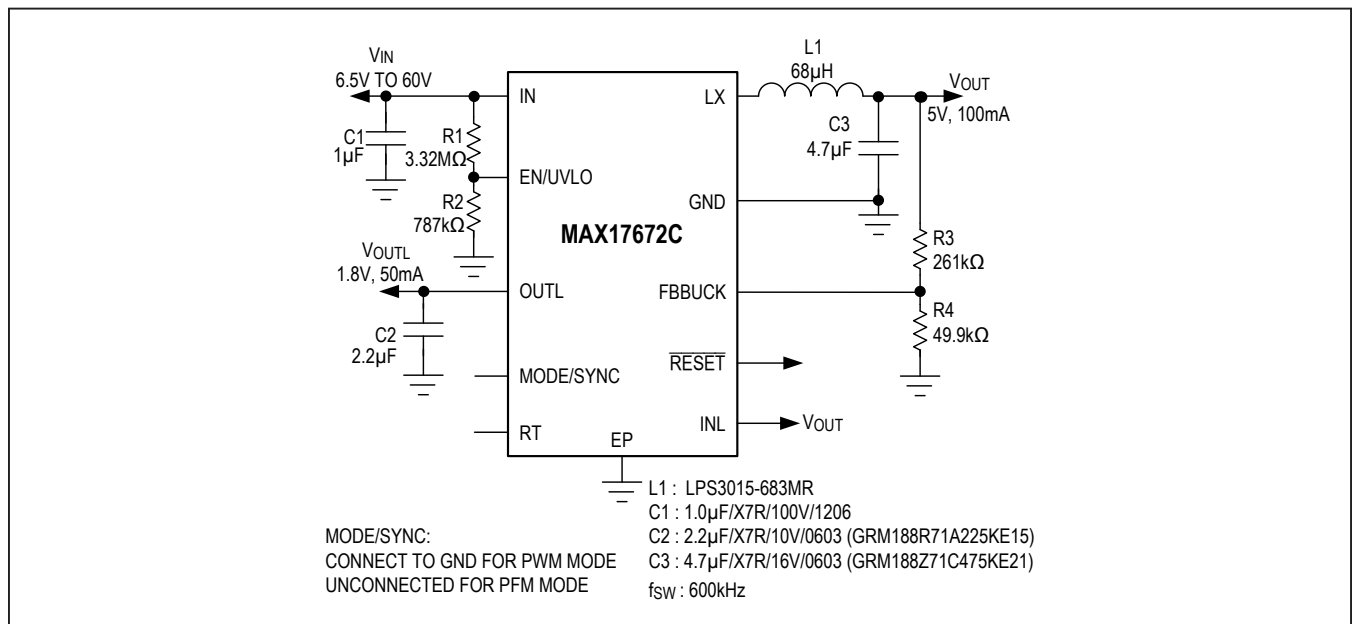 VIN
6.5V TO 60V
C1
1µF
R1
3.32MΩ
R2
787kΩ
VOUTL
1.8V, 50mA
C2
2.2µF
IN
EN/UVLO
OUTL
MODE/SYNC
RT
MAX17672C
EP
LX
GND
FBBUCK
RESET
INL
L1
68µH
VOUT
5V, 100mA
C3
4.7µF
R3
261kΩ
R4
49.9kΩ
VOUT
MODE/SYNC:
CONNECT TO GND FOR PWM MODE
UNCONNECTED FOR PFM MODE
L1 : LPS3015-683MR
C1 : 1.0µF/X7R/100V/1206
C2 : 2.2µF/X7R/10V/0603 (GRM188R71A225KE15)
C3 : 4.7µF/X7R/16V/0603 (GRM188Z71C475KE21)
fSW : 600kHz